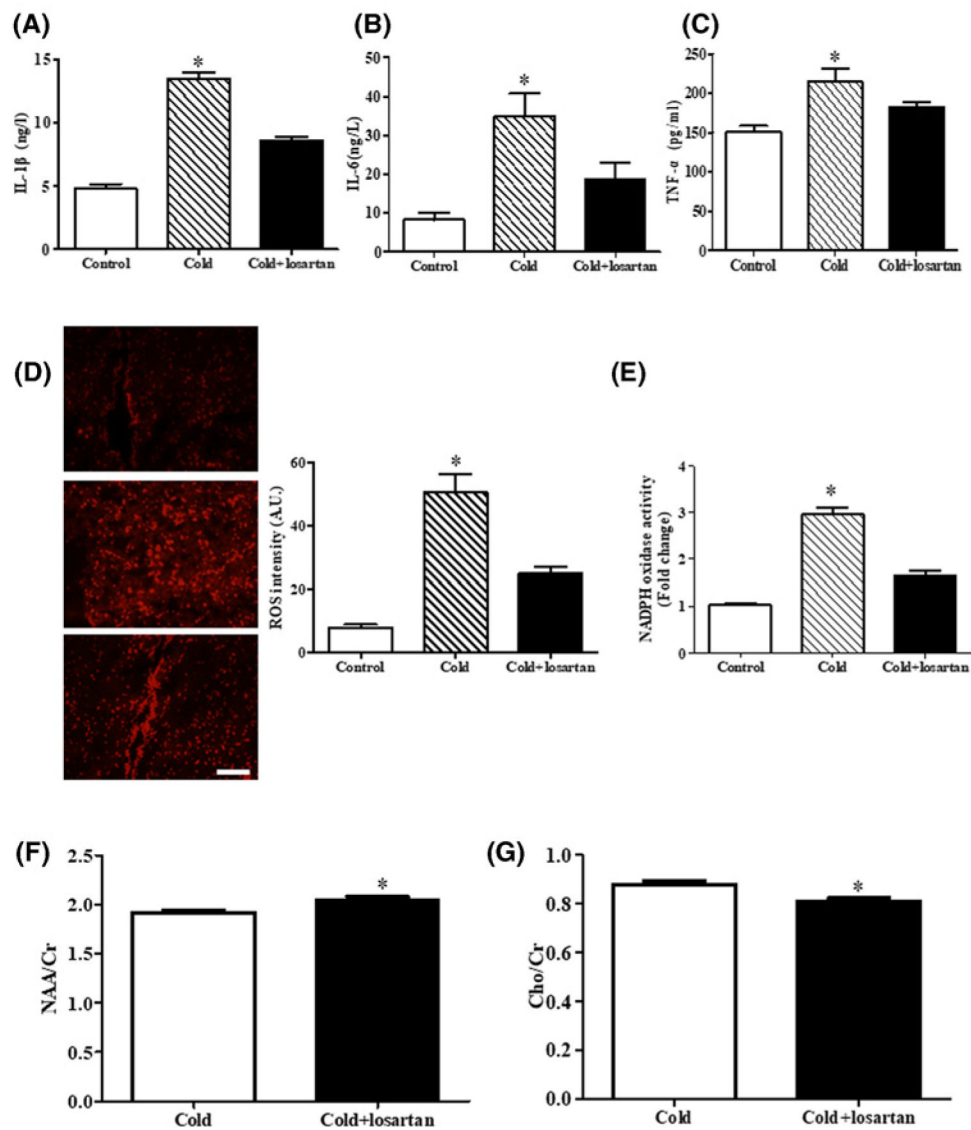 (A)
IL-1β (ng/l)
15
10
5
0
*
Control Cold Cold+losartan
(B)
IL-6(ng/L)
50
40
30
20
10
0
*
Control Cold Cold+losartan
(C)
TNF-α (pg/ml)
250
200
150
100
50
0
*
Control Cold Cold+losartan
(D)
ROS intensity (A.U.)
60
40
20
0
*
Control Cold Cold+losartan
(E)
NADPH oxidase activity
(Fold change)
4
3
2
1
0
*
Control Cold Cold+losartan
(F)
NAA/Cr
2.5
2.0
1.5
1.0
0.5
0.0
*
Cold Cold+losartan
(G)
Cho/Cr
1.0
0.8
0.6
0.4
0.2
0.0
*
Cold Cold+losartan